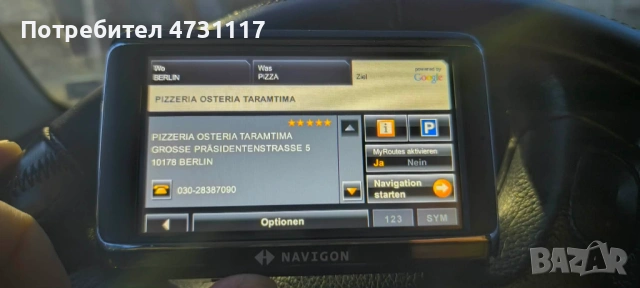 Потребител 4731117
Wo
BERLIN
Was
PIZZA
Ziel
powered by
Google
PIZZERIA OSTERIA TARAMTIMA
PIZZERIA OSTERIA TARAMTIMA
GROSSE PRÄSIDENTENSTRASSE 5
10178 BERLIN
030-28387090
i
P
MyRoutes aktivieren
Ja
Nein
Navigation
starten
Optionen
123
SYM
NAVIGON
BAZAR